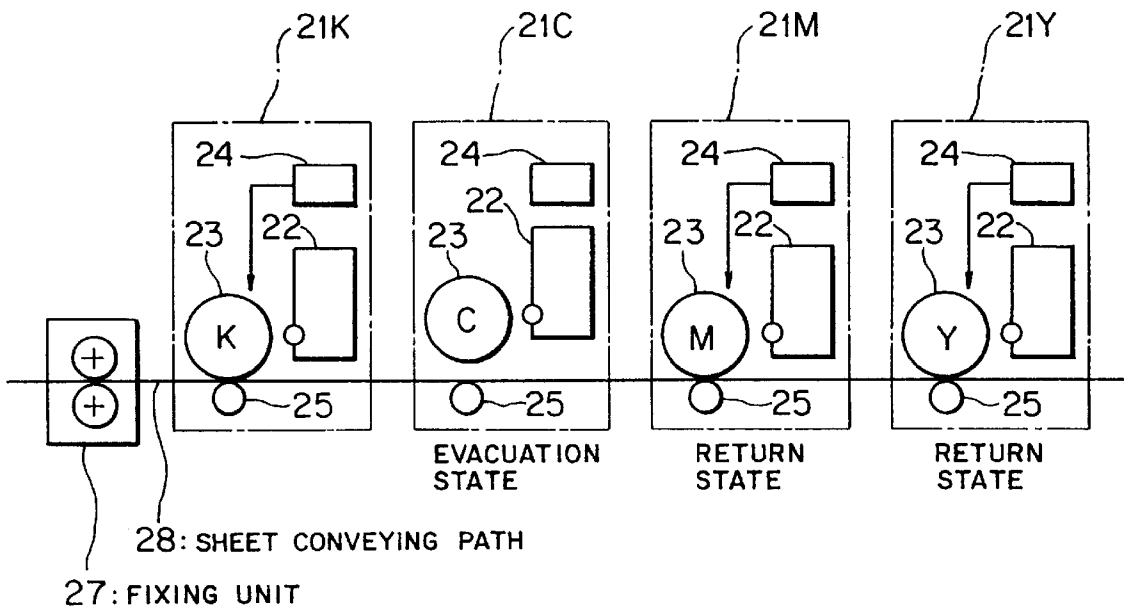 21K 21C 21M 21Y
24 24 24 24
22 22 22 22
23 23 23 23
K C M Y
25 25 25 25
EVACUATION STATE
RETURN STATE
RETURN STATE
28: SHEET CONVEYING PATH
27: FIXING UNIT